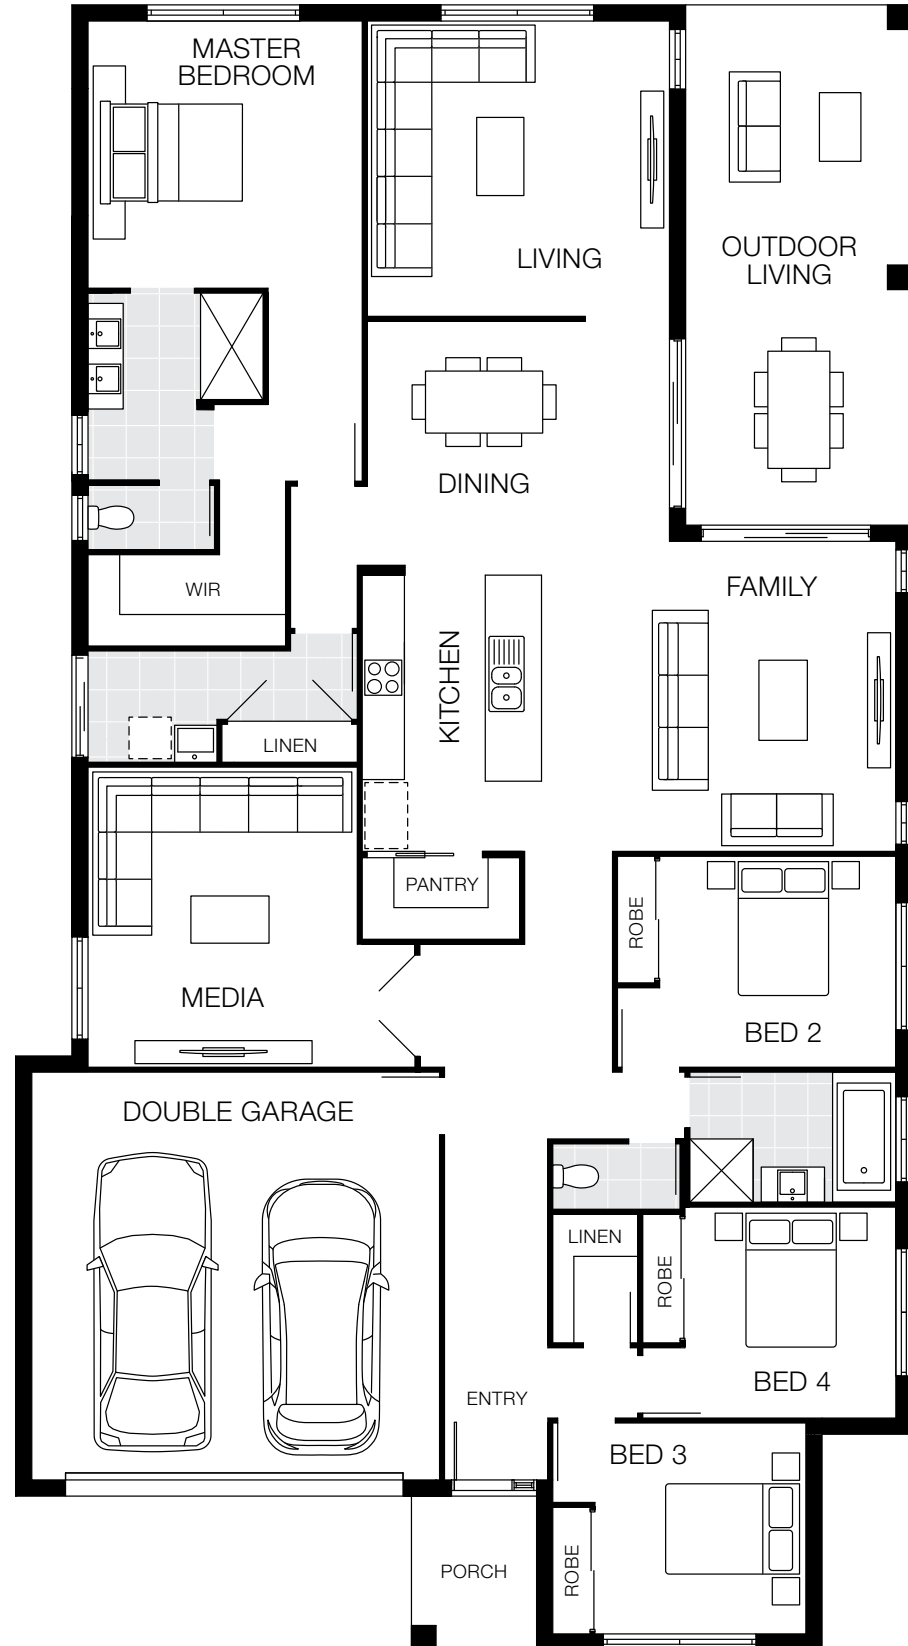 MASTER
BEDROOM
LIVING
OUTDOOR
LIVING
DINING
WIR
FAMILY
KITCHEN
LINEN
PANTRY
ROBE
MEDIA
BED 2
DOUBLE GARAGE
LINEN
ROBE
BED 4
ENTRY
BED 3
PORCH
ROBE